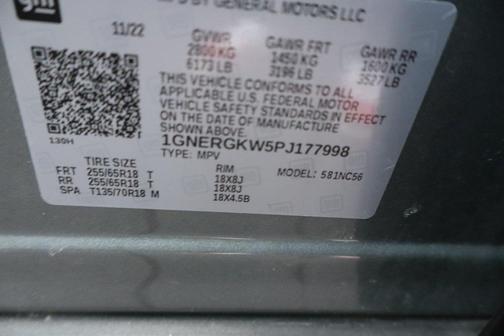 gm BY GENERAL MOTORS LLC
11/22
GVWR GAWR FRT GAWR RR
2800 KG 1450 KG 1600 KG
6173 LB 3196 LB 3527 LB
THIS VEHICLE CONFORMS TO ALL
APPLICABLE U.S. FEDERAL MOTOR
VEHICLE SAFETY STANDARDS IN EFFECT
ON THE DATE OF MANUFACTURE
SHOWN ABOVE.
139H
1GNERGKW5PJ177998
TYPE: MPV
TIRE SIZE RIM MODEL: 581NC56
FRT 255/65R18 T 18X8J
RR 255/65R18 T 18X8J
SPA T135/70R18 M 18X4.5B